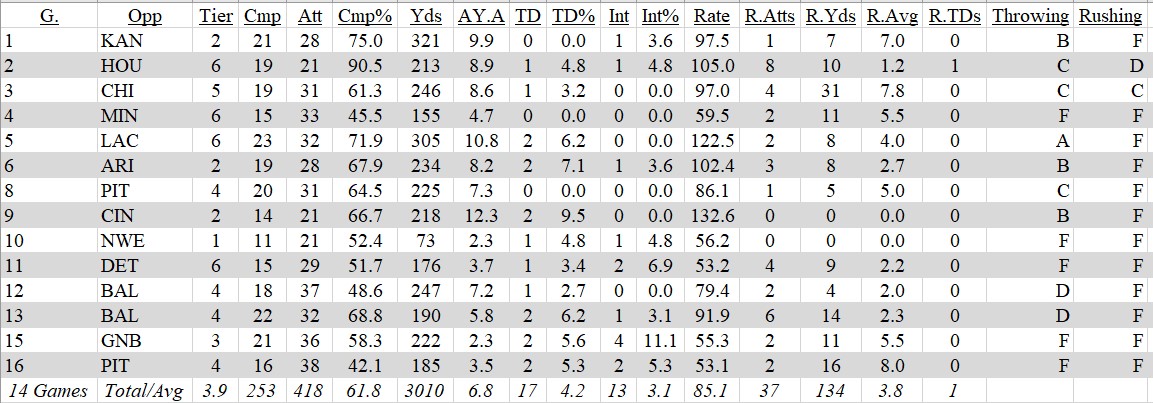 G. Opp Tier Cmp Att Cmp% Yds AY.A TD TD% Int Int% Rate R.Atts R.Yds R.Avg R.TDs Throwing Rushing
1 KAN 2 21 28 75.0 321 9.9 0 0.0 1 3.6 97.5 1 7 7.0 0 B F
2 HOU 6 19 21 90.5 213 8.9 1 4.8 1 4.8 105.0 8 10 1.2 1 C D
3 CHI 5 19 31 61.3 246 8.6 1 3.2 0 0.0 97.0 4 31 7.8 0 C C
4 MIN 6 15 33 45.5 155 4.7 0 0.0 0 0.0 59.5 2 11 5.5 0 F F
5 LAC 6 23 32 71.9 305 10.8 2 6.2 0 0.0 122.5 2 8 4.0 0 A F
6 ARI 2 19 28 67.9 234 8.2 2 7.1 1 3.6 102.4 3 8 2.7 0 B F
8 PIT 4 20 31 64.5 225 7.3 0 0.0 0 0.0 86.1 1 5 5.0 0 C F
9 CIN 2 14 21 66.7 218 12.3 2 9.5 0 0.0 132.6 0 0 0.0 0 B F
10 NWE 1 11 21 52.4 73 2.3 1 4.8 1 4.8 56.2 0 0 0.0 0 F F
11 DET 6 15 29 51.7 176 3.7 1 3.4 2 6.9 53.2 4 9 2.2 0 F F
12 BAL 4 18 37 48.6 247 7.2 1 2.7 0 0.0 79.4 2 4 2.0 0 D F
13 BAL 4 22 32 68.8 190 5.8 2 6.2 1 3.1 91.9 6 14 2.3 0 D F
15 GNB 3 21 36 58.3 222 2.3 2 5.6 4 11.1 55.3 2 11 5.5 0 F F
16 PIT 4 16 38 42.1 185 3.5 2 5.3 2 5.3 53.1 2 16 8.0 0 F F
14 Games Total/Avg 3.9 253 418 61.8 3010 6.8 17 4.2 13 3.1 85.1 37 134 3.8 1